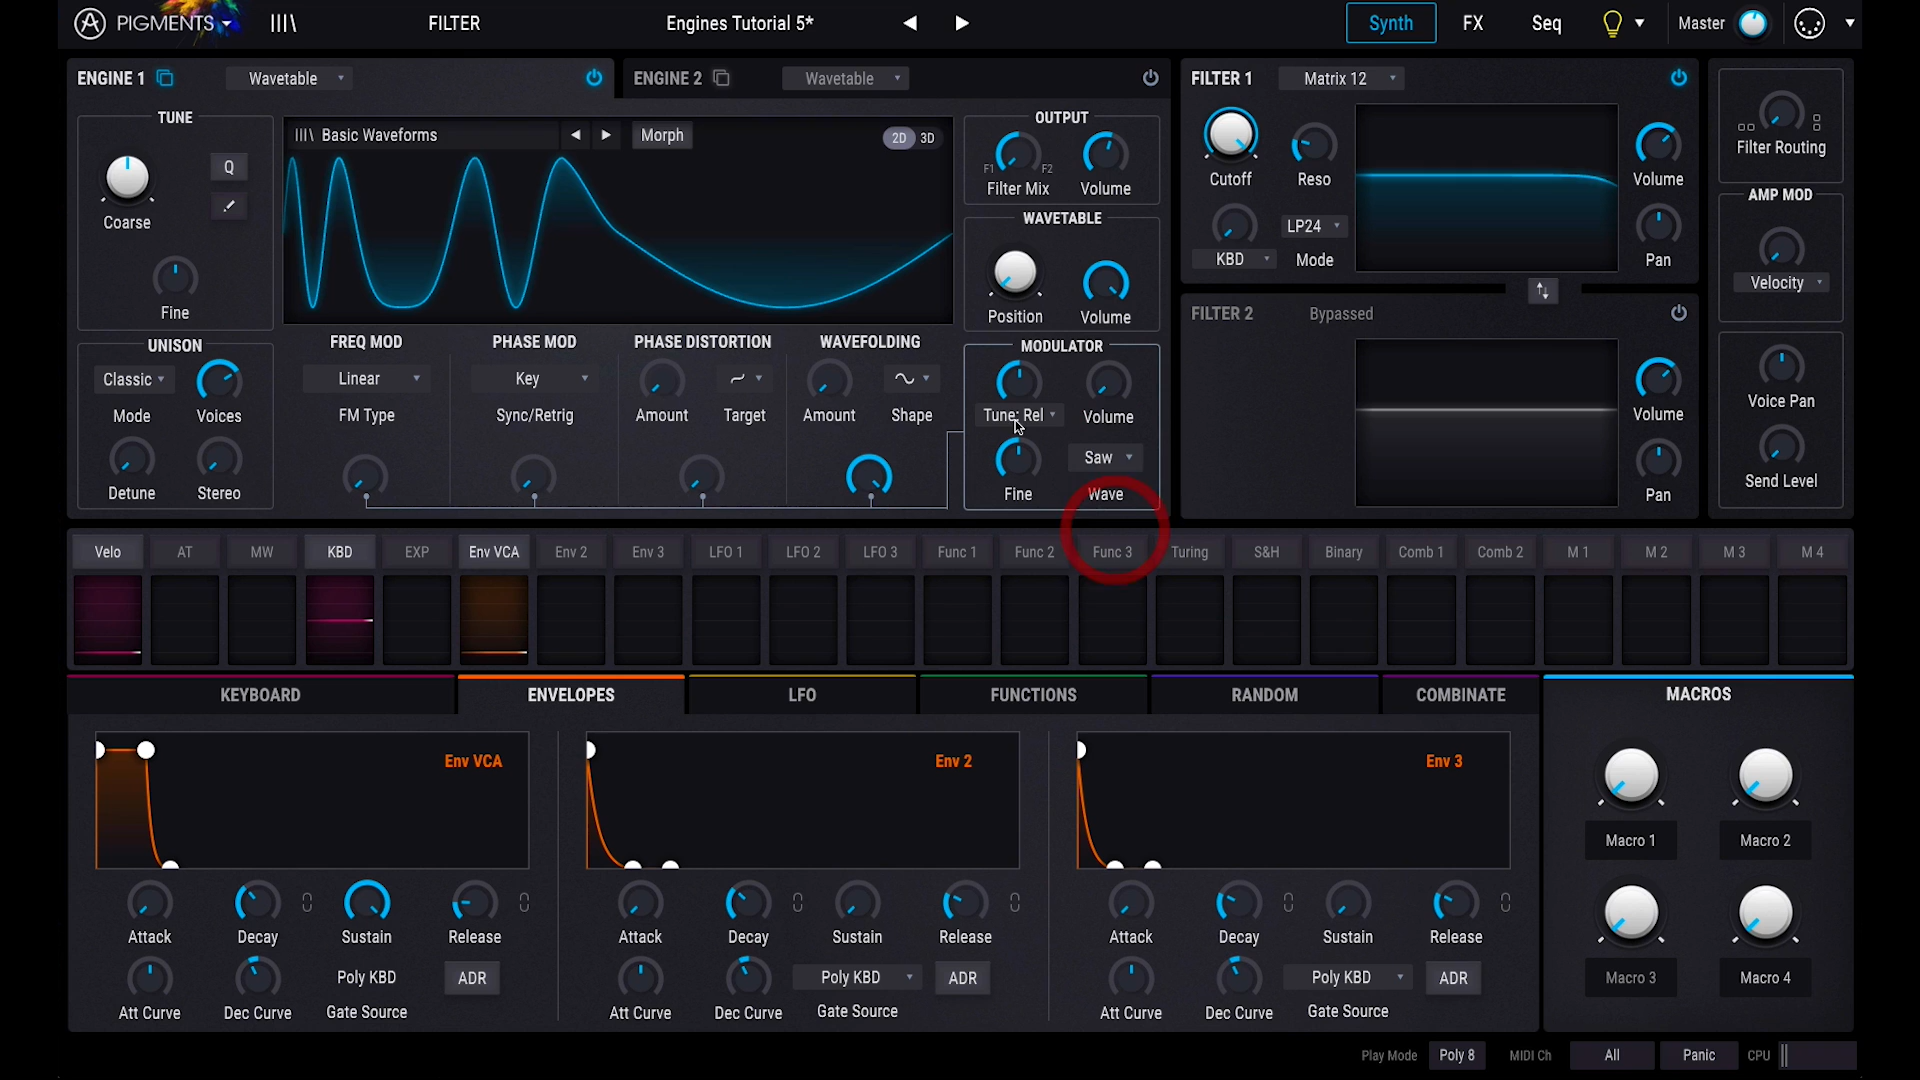 PIGMENTS
FILTER
Engines Tutorial 5*
Synth
FX
Seq
Master
ENGINE 1
Wavetable
ENGINE 2
Wavetable
FILTER 1
Matrix 12
TUNE
Q
Coarse
Fine
Basic Waveforms
Morph
2D
3D
OUTPUT
F1
F2
Filter Mix
Volume
WAVETABLE
Position
Volume
Cutoff
Reso
KBD
LP24
Mode
Volume
Pan
Filter Routing
AMP MOD
Velocity
UNISON
Classic
Mode
Voices
Detune
Stereo
FREQ MOD
Linear
FM Type
PHASE MOD
Key
Sync/Retrig
PHASE DISTORTION
Amount
Target
WAVEFOLDING
Amount
Shape
MODULATOR
Tune: Rel
Volume
Fine
Saw
Wave
FILTER 2
Bypassed
Volume
Pan
Voice Pan
Send Level
Velo
AT
MW
KBD
EXP
Env VCA
Env 2
Env 3
LFO 1
LFO 2
LFO 3
Func 1
Func 2
Func 3
Turing
S&H
Binary
Comb 1
Comb 2
M 1
M 2
M 3
M 4
KEYBOARD
ENVELOPES
LFO
FUNCTIONS
RANDOM
COMBINATE
MACROS
Env VCA
Attack
Decay
Sustain
Release
Att Curve
Dec Curve
Poly KBD
Gate Source
ADR
Env 2
Attack
Decay
Sustain
Release
Att Curve
Dec Curve
Poly KBD
Gate Source
ADR
Env 3
Attack
Decay
Sustain
Release
Att Curve
Dec Curve
Poly KBD
Gate Source
ADR
Macro 1
Macro 2
Macro 3
Macro 4
Play Mode
Poly 8
MIDI Ch
All
Panic
CPU